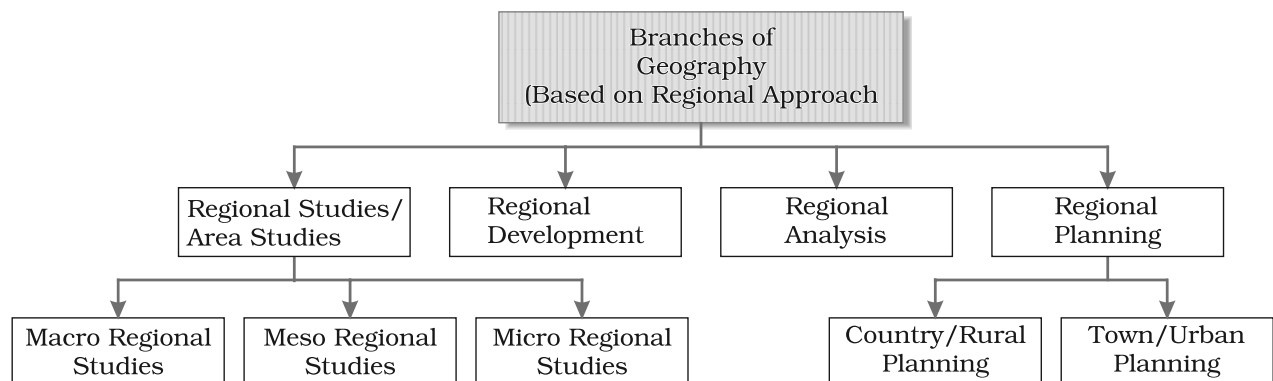 Branches of
Geography
(Based on Regional Approach
Regional Studies/
Area Studies
Regional
Development
Regional
Analysis
Regional
Planning
Macro Regional
Studies
Meso Regional
Studies
Micro Regional
Studies
Country/Rural
Planning
Town/Urban
Planning